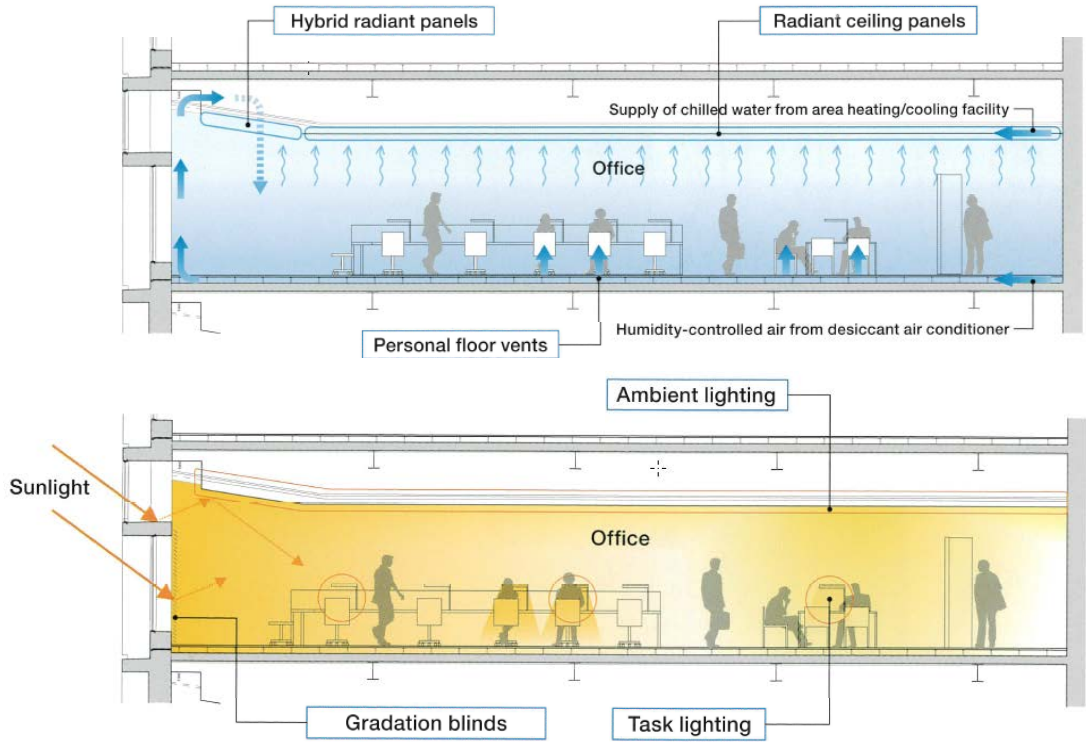 Hybrid radiant panels
Radiant ceiling panels
Supply of chilled water from area heating/cooling facility
Office
Humidity-controlled air from desiccant air conditioner
Personal floor vents
Ambient lighting
Sunlight
Office
Gradation blinds
Task lighting